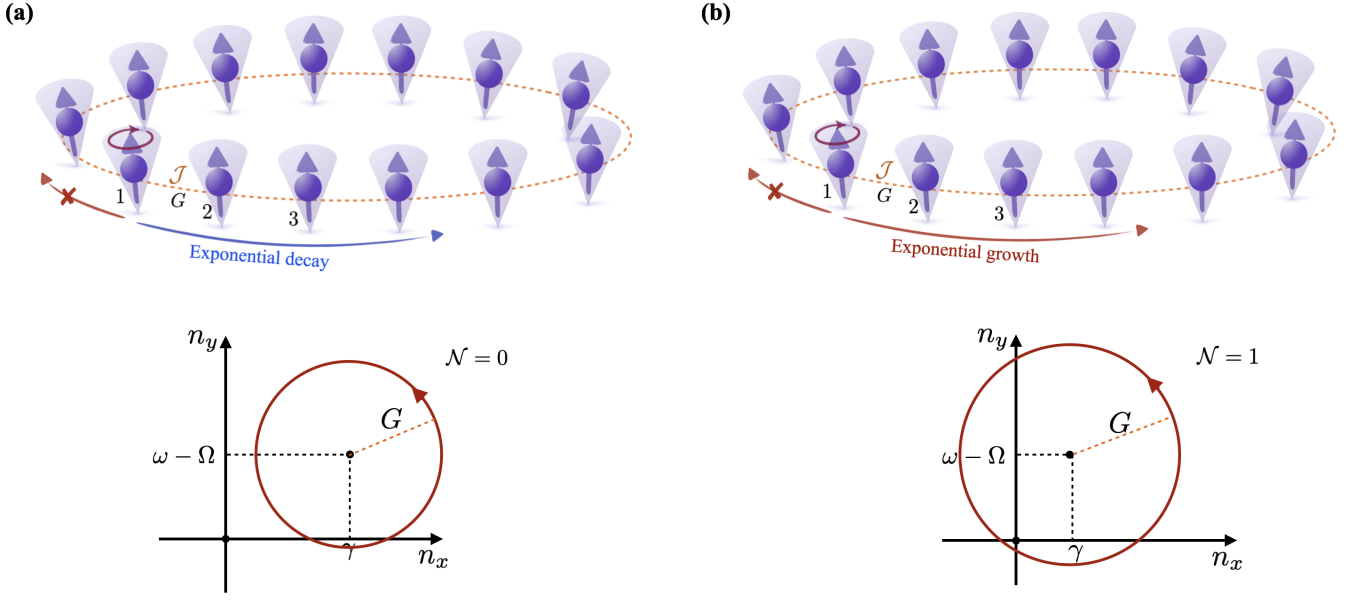 (a)
1
𝒥
G
2
3
Exponential decay
n_y
𝒩 = 0
G
ω − Ω
γ
n_x
(b)
1
𝒥
G
2
3
Exponential growth
n_y
𝒩 = 1
G
ω − Ω
γ
n_x